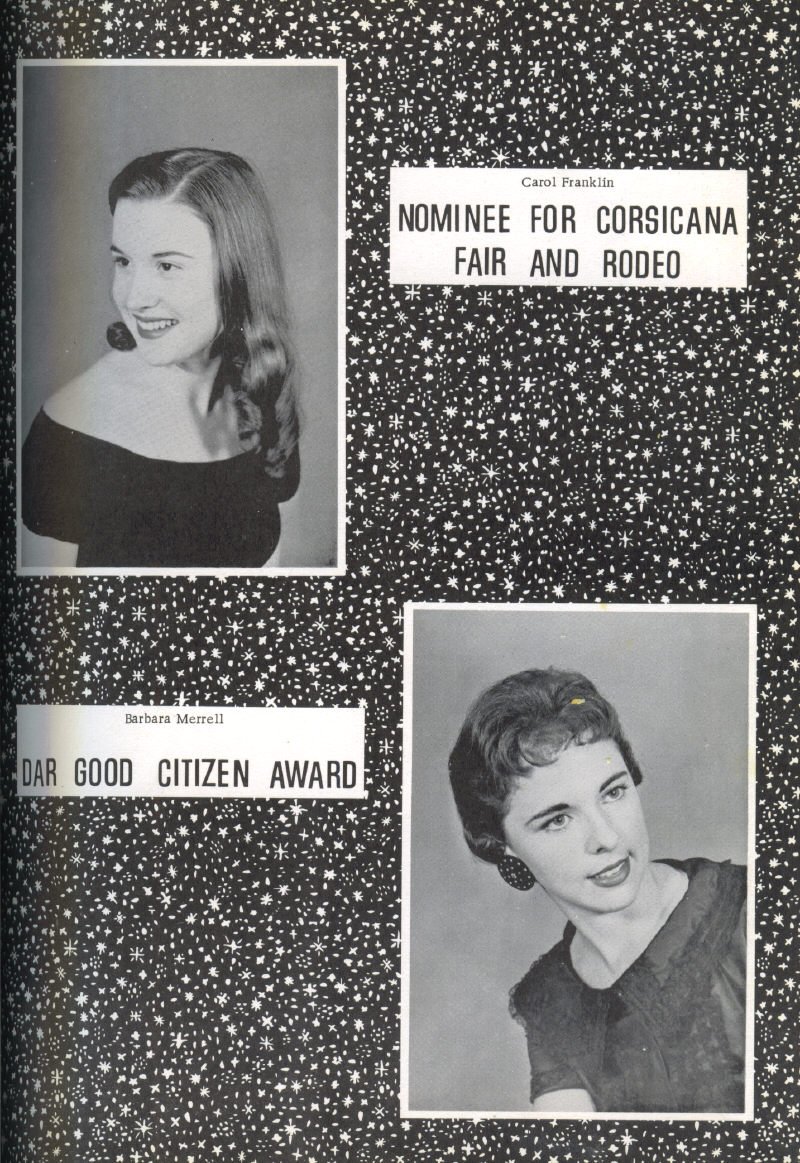 Carol Franklin
NOMINEE FOR CORSICANA
FAIR AND RODEO
Barbara Merrell
DAR GOOD CITIZEN AWARD